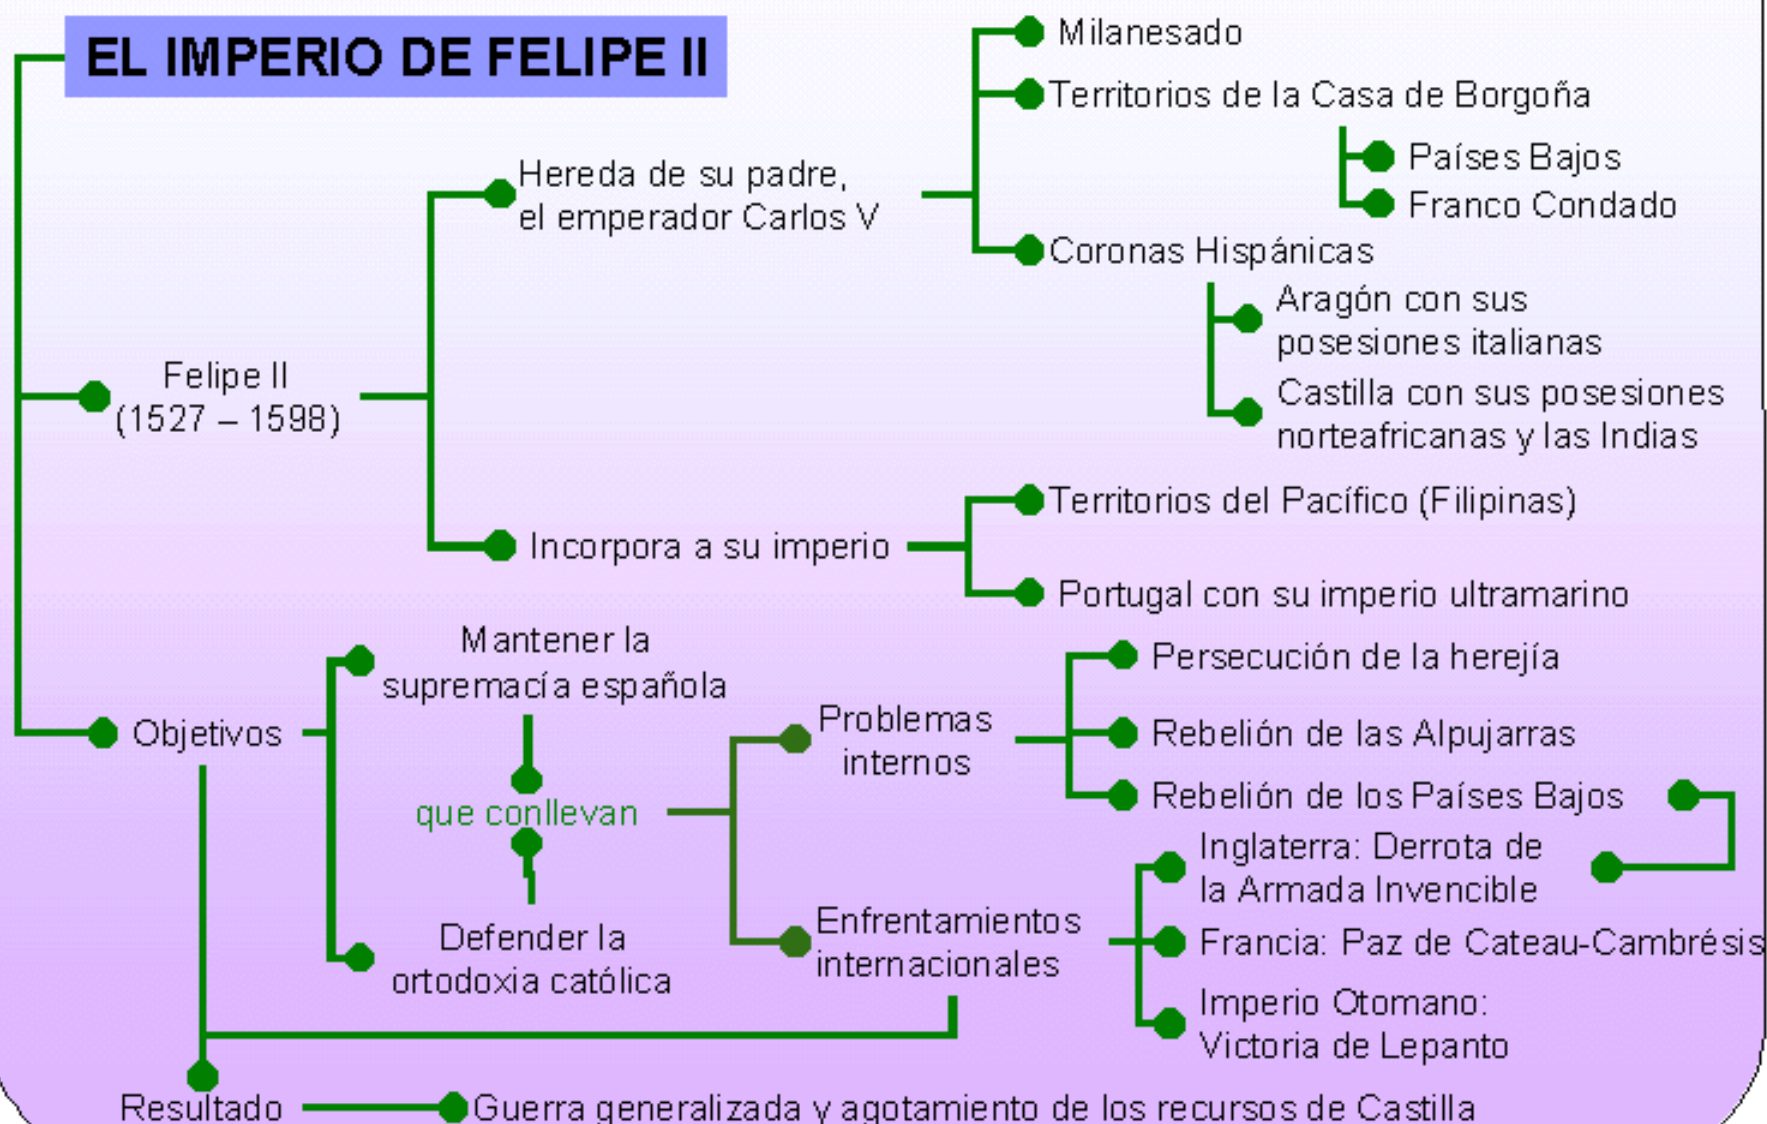 EL IMPERIO DE FELIPE II
Felipe II
(1527 – 1598)
Hereda de su padre,
el emperador Carlos V
Milanesado
Territorios de la Casa de Borgoña
Países Bajos
Franco Condado
Coronas Hispánicas
Aragón con sus
posesiones italianas
Castilla con sus posesiones
norteafricanas y las Indias
Incorpora a su imperio
Territorios del Pacífico (Filipinas)
Portugal con su imperio ultramarino
Objetivos
Mantener la
supremacía española
que conllevan
Defender la
ortodoxia católica
Problemas
internos
Persecución de la herejía
Rebelión de las Alpujarras
Rebelión de los Países Bajos
Enfrentamientos
internacionales
Inglaterra: Derrota de
la Armada Invencible
Francia: Paz de Cateau-Cambrésis
Imperio Otomano:
Victoria de Lepanto
Resultado
Guerra generalizada y agotamiento de los recursos de Castilla